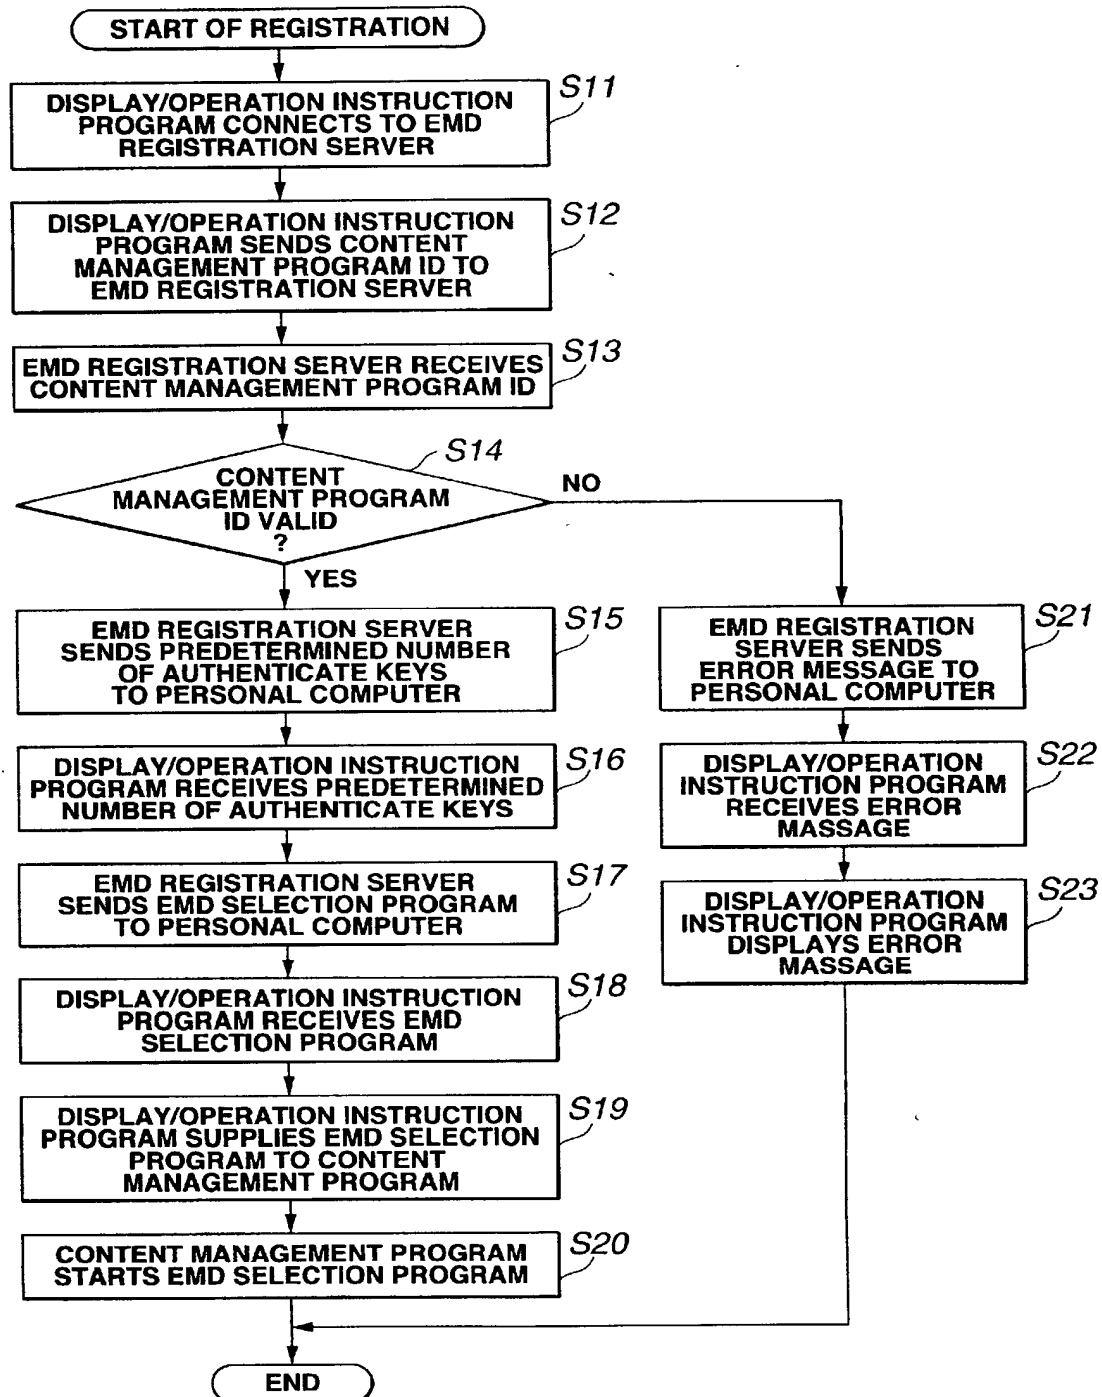 START OF REGISTRATION
S11
DISPLAY/OPERATION INSTRUCTION
PROGRAM CONNECTS TO EMD
REGISTRATION SERVER
S12
DISPLAY/OPERATION INSTRUCTION
PROGRAM SENDS CONTENT
MANAGEMENT PROGRAM ID TO
EMD REGISTRATION SERVER
S13
EMD REGISTRATION SERVER RECEIVES
CONTENT MANAGEMENT PROGRAM ID
S14
CONTENT
MANAGEMENT PROGRAM
ID VALID
?
NO
YES
S15
EMD REGISTRATION SERVER
SENDS PREDETERMINED NUMBER
OF AUTHENTICATE KEYS
TO PERSONAL COMPUTER
S16
DISPLAY/OPERATION INSTRUCTION
PROGRAM RECEIVES PREDETERMINED
NUMBER OF AUTHENTICATE KEYS
S17
EMD REGISTRATION SERVER
SENDS EMD SELECTION PROGRAM
TO PERSONAL COMPUTER
S18
DISPLAY/OPERATION INSTRUCTION
PROGRAM RECEIVES EMD
SELECTION PROGRAM
S19
DISPLAY/OPERATION INSTRUCTION
PROGRAM SUPPLIES EMD SELECTION
PROGRAM TO CONTENT
MANAGEMENT PROGRAM
S20
CONTENT MANAGEMENT PROGRAM
STARTS EMD SELECTION PROGRAM
S21
EMD REGISTRATION
SERVER SENDS
ERROR MESSAGE TO
PERSONAL COMPUTER
S22
DISPLAY/OPERATION
INSTRUCTION PROGRAM
RECEIVES ERROR
MASSAGE
S23
DISPLAY/OPERATION
INSTRUCTION PROGRAM
DISPLAYS ERROR
MASSAGE
END